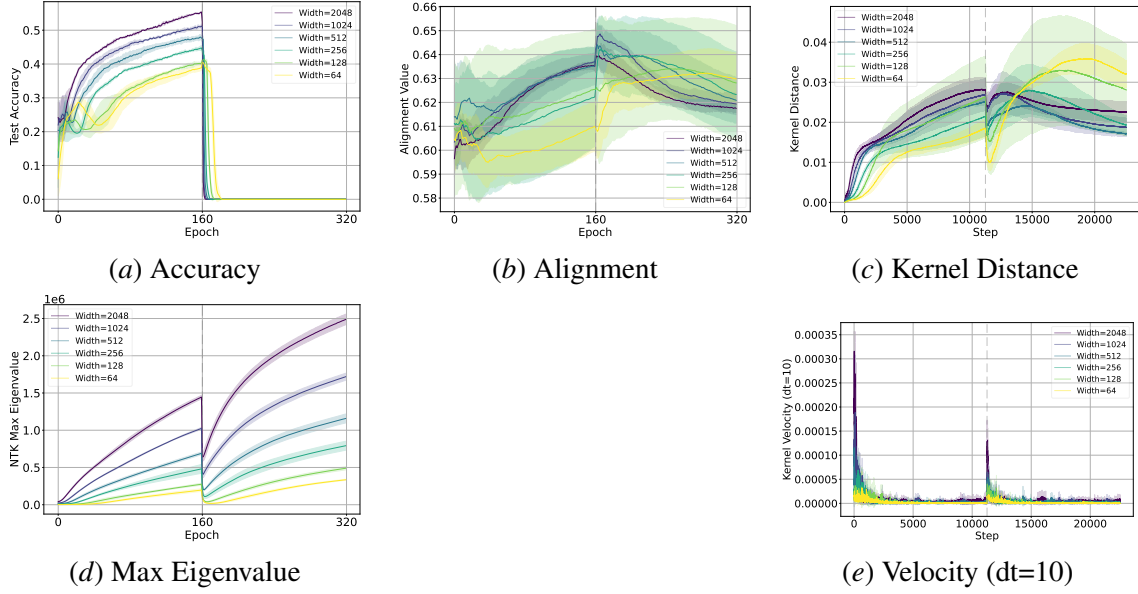 Test Accuracy
0.5
0.4
0.3
0.2
0.1
0.0
Width=2048
Width=1024
Width=512
Width=256
Width=128
Width=64
0
160
320
Epoch
(a) Accuracy
Alignment Value
0.66
0.65
0.64
0.63
0.62
0.61
0.60
0.59
0.58
Width=2048
Width=1024
Width=512
Width=256
Width=128
Width=64
0
160
320
Epoch
(b) Alignment
Kernel Distance
0.04
0.03
0.02
0.01
0.00
Width=2048
Width=1024
Width=512
Width=256
Width=128
Width=64
0
5000
10000
15000
20000
Step
(c) Kernel Distance
1e6
NTK Max Eigenvalue
2.5
2.0
1.5
1.0
0.5
0.0
Width=2048
Width=1024
Width=512
Width=256
Width=128
Width=64
0
160
320
Epoch
(d) Max Eigenvalue
Kernel Velocity (dt=10)
0.00035
0.00030
0.00025
0.00020
0.00015
0.00010
0.00005
0.00000
Width=2048
Width=1024
Width=512
Width=256
Width=128
Width=64
0
5000
10000
15000
20000
Step
(e) Velocity (dt=10)